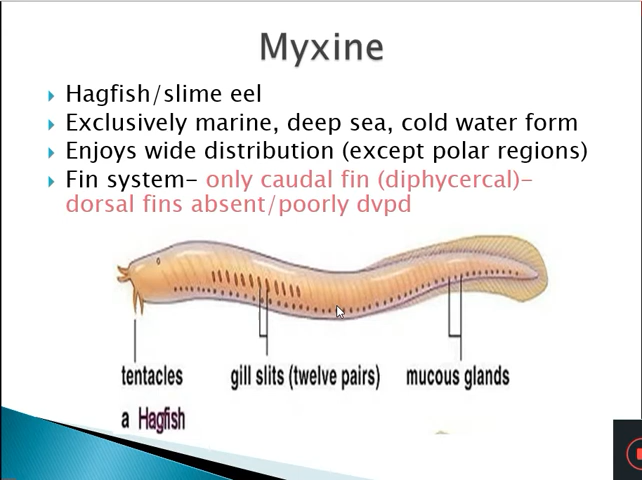 Myxine
Hagfish/slime eel
Exclusively marine, deep sea, cold water form
Enjoys wide distribution (except polar regions)
Fin system- only caudal fin (diphycercal)-
dorsal fins absent/poorly dvpd
tentacles gill slits (twelve pairs) mucous glands
a Hagfish